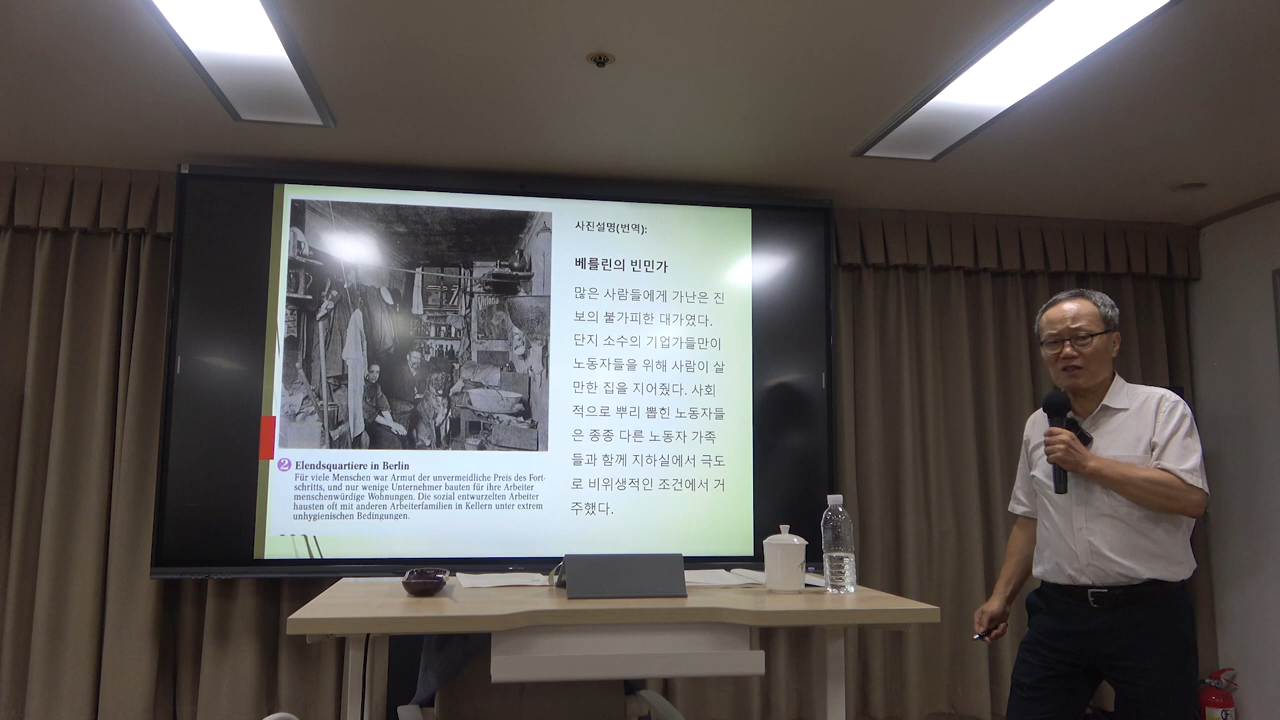 사진설명(번역):
베를린의 빈민가
많은 사람들에게 가난은 진
보의 불가피한 대가였다.
단지 소수의 기업가들만이
노동자들을 위해 사람이 살
만한 집을 지어줬다. 사회
적으로 뿌리 뽑힌 노동자들
은 종종 다른 노동자 가족
들과 함께 지하실에서 극도
로 비위생적인 조건에서 거
주했다.
2 Elendsquartiere in Berlin
Für viele Menschen war Armut der unvermeidliche Preis des Fort-
schritts, und nur wenige Unternehmer bauten für ihre Arbeiter
menschenwürdige Wohnungen. Die sozial entwurzelten Arbeiter
hausten oft mit anderen Arbeiterfamilien in Kellern unter extrem
unhygienischen Bedingungen.